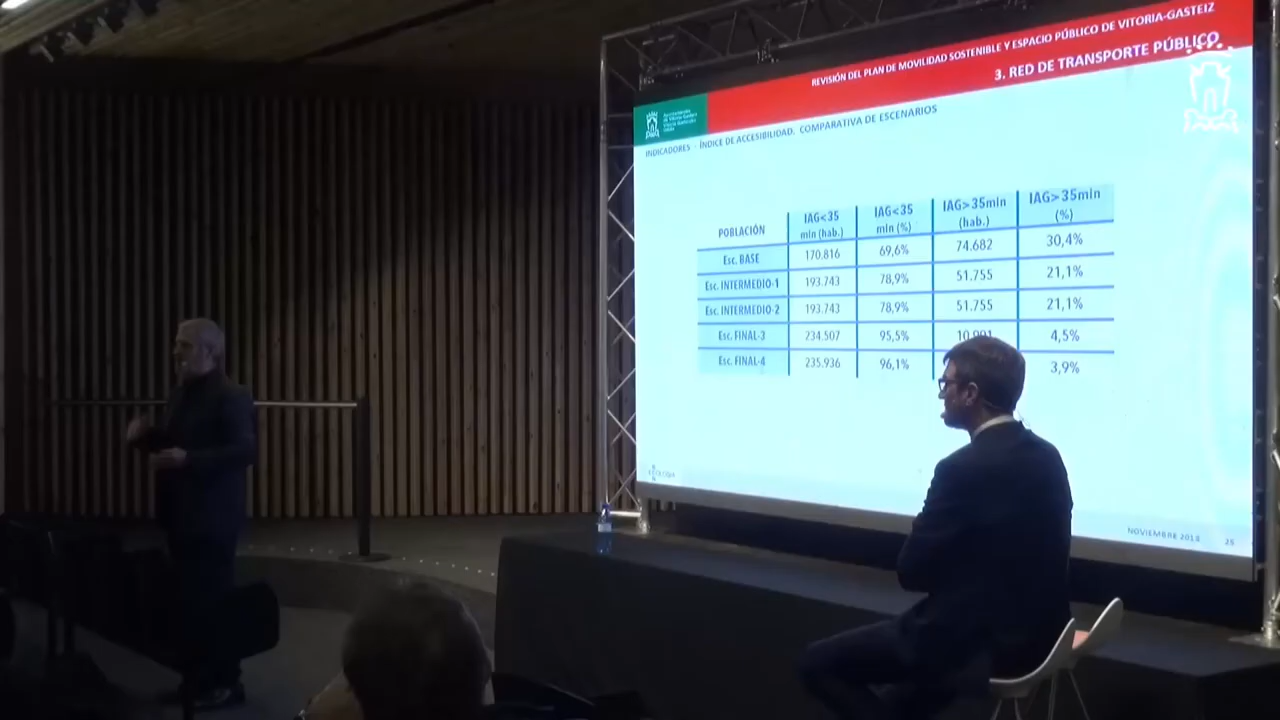 REVISIÓN DEL PLAN DE MOVILIDAD SOSTENIBLE Y ESPACIO PÚBLICO DE VITORIA-GASTEIZ
3. RED DE TRANSPORTE PÚBLICO
INDICADORES - ÍNDICE DE ACCESIBILIDAD. COMPARATIVA DE ESCENARIOS
POBLACIÓN IAG<35 min (hab.) IAG<35 min (%) IAG>35min (hab.) IAG>35min (%)
Esc. BASE 170.816 69,6% 74.682 30,4%
Esc. INTERMEDIO-1 193.743 78,9% 51.755 21,1%
Esc. INTERMEDIO-2 193.743 78,9% 51.755 21,1%
Esc. FINAL-3 234.507 95,5% 10.991 4,5%
Esc. FINAL-4 235.936 96,1% 3,9%
NOVIEMBRE 2018 25